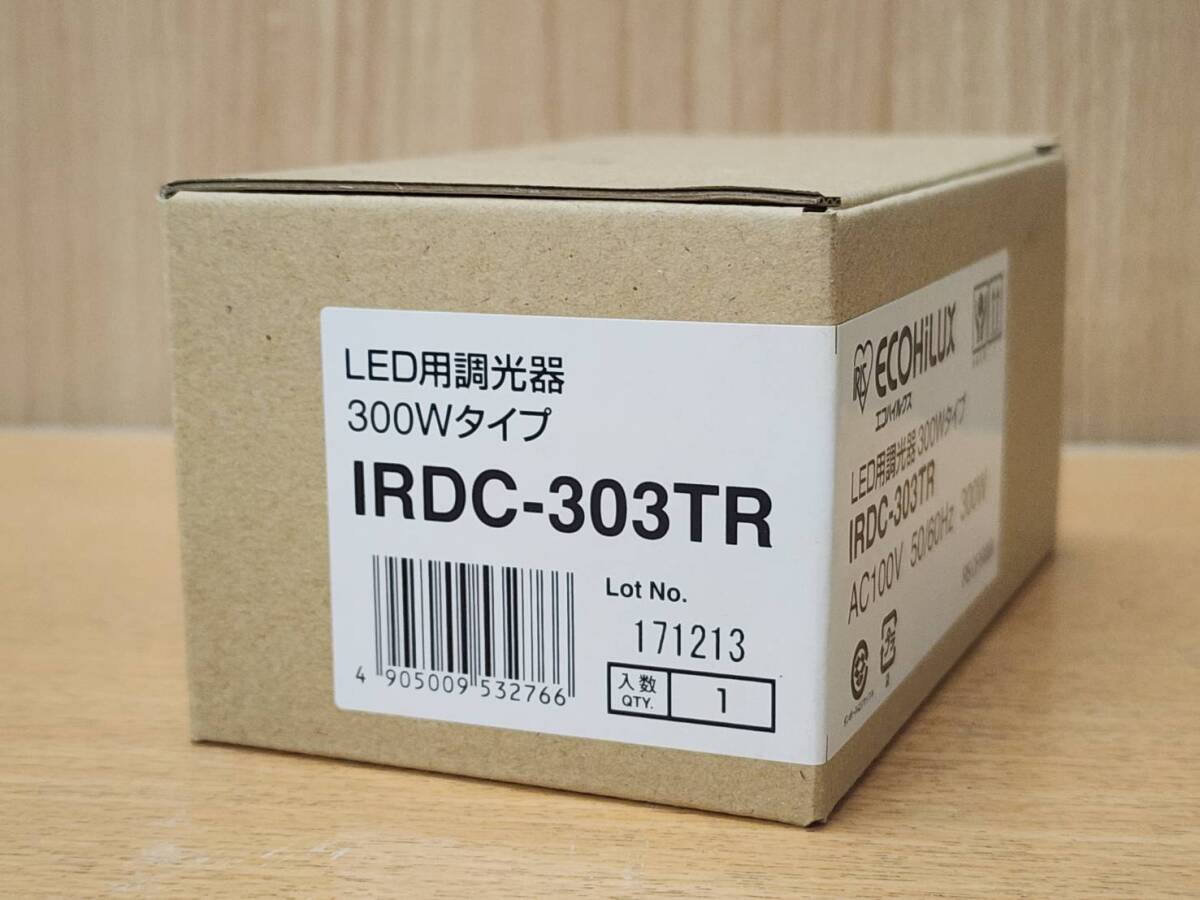 LED用調光器
300Wタイプ
IRDC-303TR
Lot No.
171213
4 905009 532766
入数
QTY.
1
IRIS ECOHiLUX
エコハイルクス
LED用調光器300Wタイプ
IRDC-303TR
AC100V 50/60Hz 300W